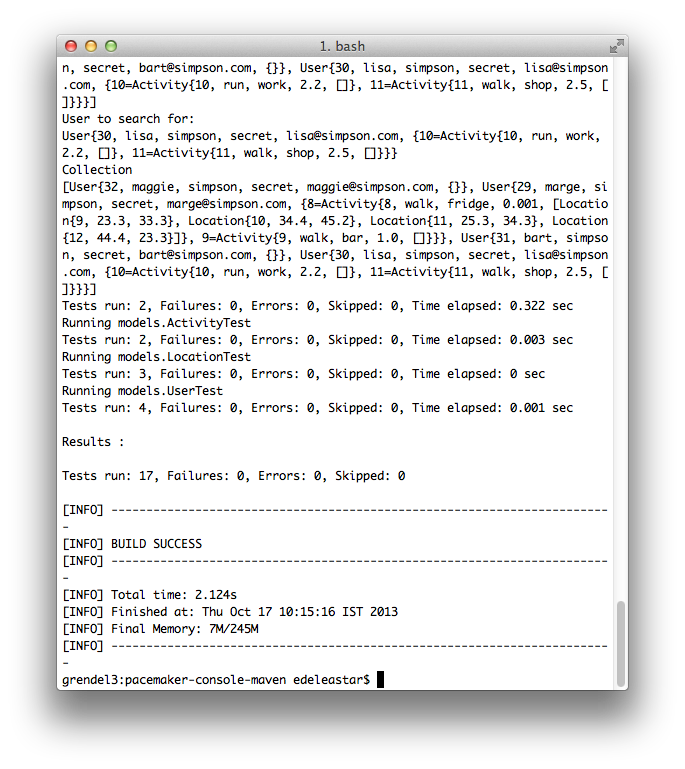 1. bash
n, secret, bart@simpson.com, {}}, User{30, lisa, simpson, secret, lisa@simpson
.com, {10=Activity{10, run, work, 2.2, []}, 11=Activity{11, walk, shop, 2.5, [
]}}}}]
User to search for:
User{30, lisa, simpson, secret, lisa@simpson.com, {10=Activity{10, run, work,
2.2, []}, 11=Activity{11, walk, shop, 2.5, []}}}
Collection
[User{32, maggie, simpson, secret, maggie@simpson.com, {}}, User{29, marge, si
mpson, secret, marge@simpson.com, {8=Activity{8, walk, fridge, 0.001, [Locatio
n{9, 23.3, 33.3}, Location{10, 34.4, 45.2}, Location{11, 25.3, 34.3}, Location
{12, 44.4, 23.3}]}, 9=Activity{9, walk, bar, 1.0, []}}}, User{31, bart, simpso
n, secret, bart@simpson.com, {}}, User{30, lisa, simpson, secret, lisa@simpson
.com, {10=Activity{10, run, work, 2.2, []}, 11=Activity{11, walk, shop, 2.5, [
]}}}}]
Tests run: 2, Failures: 0, Errors: 0, Skipped: 0, Time elapsed: 0.322 sec
Running models.ActivityTest
Tests run: 2, Failures: 0, Errors: 0, Skipped: 0, Time elapsed: 0.003 sec
Running models.LocationTest
Tests run: 3, Failures: 0, Errors: 0, Skipped: 0, Time elapsed: 0 sec
Running models.UserTest
Tests run: 4, Failures: 0, Errors: 0, Skipped: 0, Time elapsed: 0.001 sec
Results :
Tests run: 17, Failures: 0, Errors: 0, Skipped: 0
[INFO] -----------------------------------------------------------------------
-
[INFO] BUILD SUCCESS
[INFO] -----------------------------------------------------------------------
-
[INFO] Total time: 2.124s
[INFO] Finished at: Thu Oct 17 10:15:16 IST 2013
[INFO] Final Memory: 7M/245M
[INFO] -----------------------------------------------------------------------
-
grendel3:pacemaker-console-maven edeleastar$